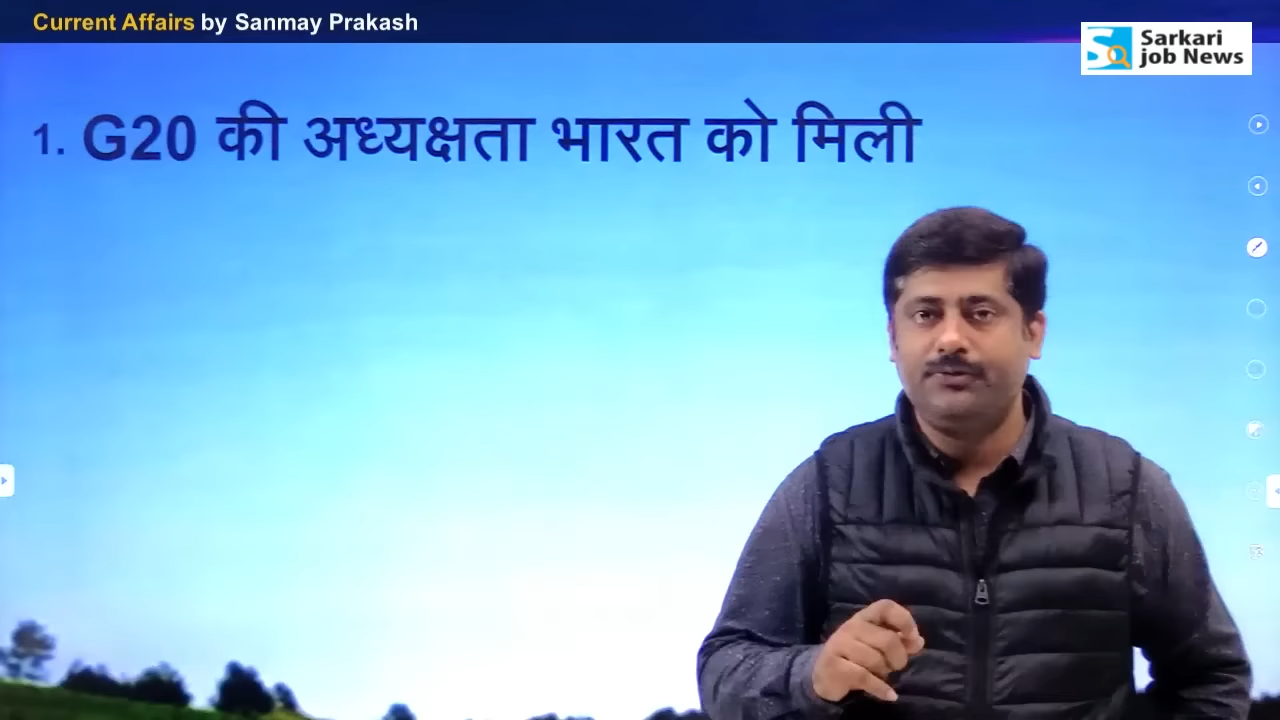 Current Affairs by Sanmay Prakash
Sarkari
job News
1. G20 की अध्यक्षता भारत को मिली